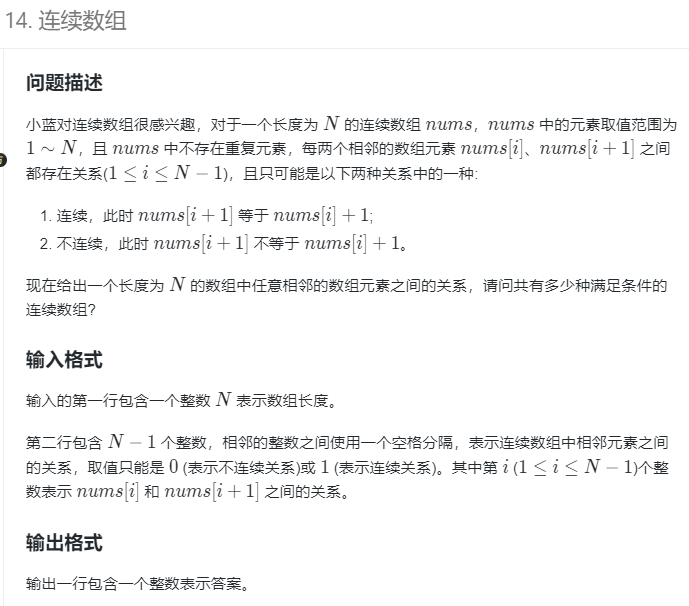 14. 连续数组
问题描述
小蓝对连续数组很感兴趣，对于一个长度为 N 的连续数组 nums，nums 中的元素取值范围为
1 ∼ N，且 nums 中不存在重复元素，每两个相邻的数组元素 nums[i]、nums[i + 1] 之间
都存在关系(1 ≤ i ≤ N − 1)，且只可能是以下两种关系中的一种:
1. 连续，此时 nums[i + 1] 等于 nums[i] + 1;
2. 不连续，此时 nums[i + 1] 不等于 nums[i] + 1。
现在给出一个长度为 N 的数组中任意相邻的数组元素之间的关系，请问共有多少种满足条件的
连续数组?
输入格式
输入的第一行包含一个整数 N 表示数组长度。
第二行包含 N − 1 个整数，相邻的整数之间使用一个空格分隔，表示连续数组中相邻元素之间
的关系，取值只能是 0 (表示不连续关系)或 1 (表示连续关系)。其中第 i (1 ≤ i ≤ N − 1)个整
数表示 nums[i] 和 nums[i + 1] 之间的关系。
输出格式
输出一行包含一个整数表示答案。